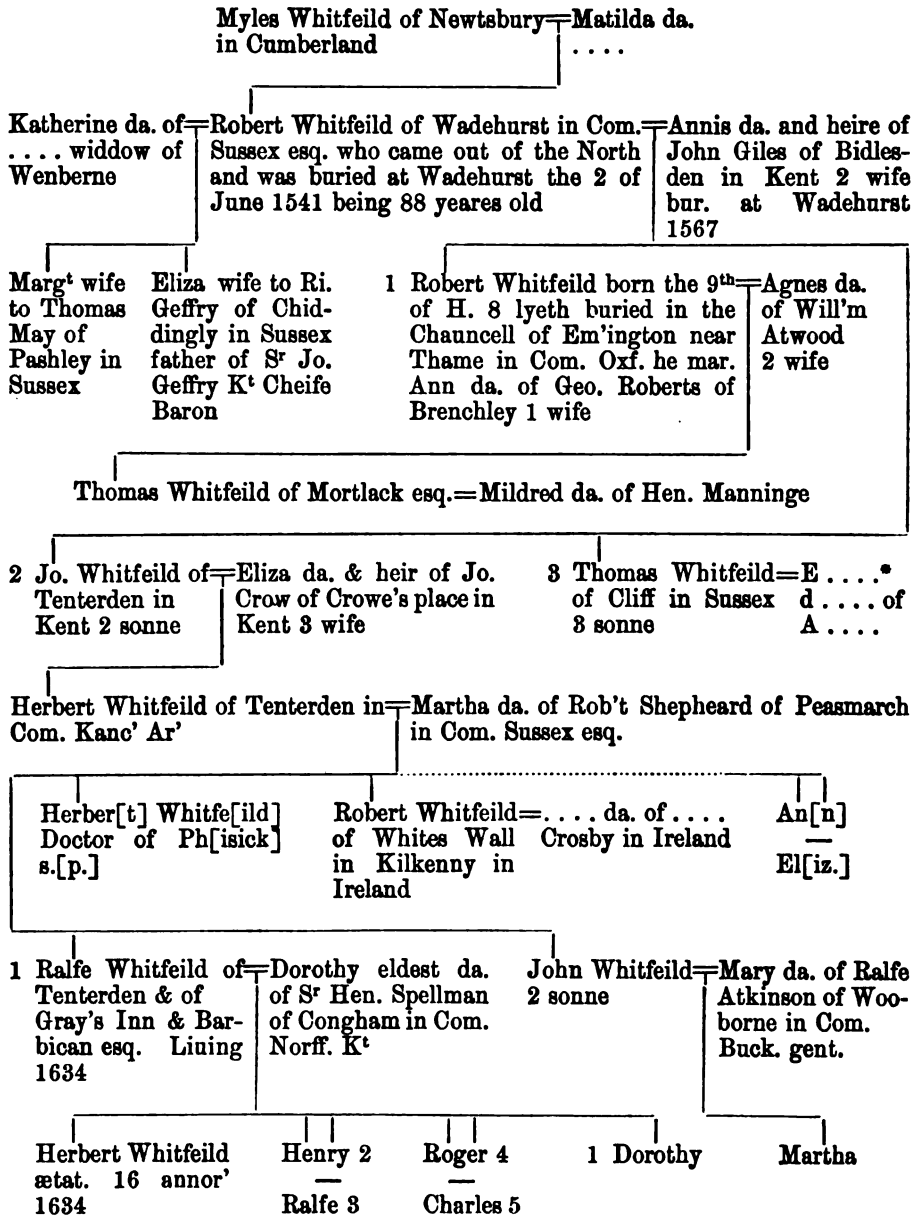 Myles Whitfeild of Newtsbury=Matilda da.
in Cumberland
. . . .
Katherine da. of=
. . . . widdow of
Wenberne
Robert Whitfeild of Wadehurst in Com.=
Sussex esq. who came out of the North
and was buried at Wadehurst the 2 of
June 1541 being 88 yeares old
Annis da. and heire of
John Giles of Bidles-
den in Kent 2 wife
bur. at Wadehurst
1567
Margᵗ wife
to Thomas
May of
Pashley in
Sussex
Eliza wife to Ri.
Geffry of Chid-
dingly in Sussex
father of Sʳ Jo.
Geffry Kᵗ Cheife
Baron
1 Robert Whitfeild born the 9ᵗʰ=
of H. 8 lyeth buried in the
Chauncell of Em'ington near
Thame in Com. Oxf. he mar.
Ann da. of Geo. Roberts of
Brenchley 1 wife
Agnes da.
of Will'm
Atwood
2 wife
Thomas Whitfeild of Mortlack esq.=Mildred da. of Hen. Manninge
2 Jo. Whitfeild of=
Tenterden in
Kent 2 sonne
Eliza da. & heir of Jo.
Crow of Crowe's place in
Kent 3 wife
3 Thomas Whitfeild=
of Cliff in Sussex
3 sonne
E . . . .*
d . . . . of
A . . . .
Herbert Whitfeild of Tenterden in=
Com. Kanc' Ar'
Martha da. of Rob't Shepheard of Peasmarch
in Com. Sussex esq.
Herber[t] Whitfe[ild]
Doctor of Ph[isick]
s.[p.]
Robert Whitfeild=
of Whites Wall
in Kilkenny in
Ireland
. . . . da. of . . . .
Crosby in Ireland
An[n]
—
El[iz.]
1 Ralfe Whitfeild of=
Tenterden & of
Gray's Inn & Bar-
bican esq. Liuing
1634
Dorothy eldest da.
of Sʳ Hen. Spellman
of Congham in Com.
Norff. Kᵗ
John Whitfeild=
2 sonne
Mary da. of Ralfe
Atkinson of Woo-
borne in Com.
Buck. gent.
Herbert Whitfeild
ætat. 16 annor'
1634
Henry 2
—
Ralfe 3
Roger 4
—
Charles 5
1 Dorothy
Martha